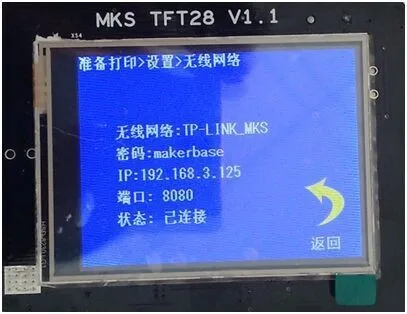 MKS TFT28 V1.1
XS4
准备打印>设置>无线网络
无线网络:TP-LINK_MKS
密码:makerbase
IP:192.168.3.125
端口: 8080
状态: 已连接
返回